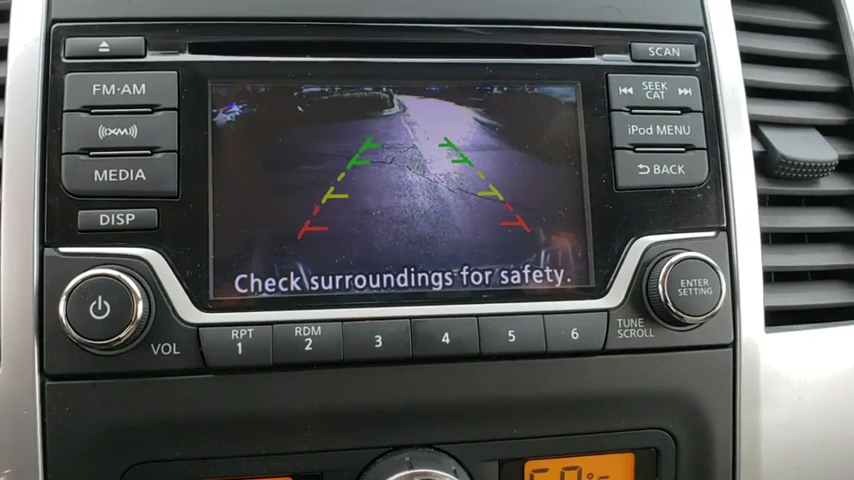 SCAN
FM·AM
SEEK
CAT
((XM))
iPod MENU
MEDIA
BACK
DISP
Check surroundings for safety.
ENTER
SETTING
VOL
RPT
1
RDM
2
3
4
5
6
TUNE
SCROLL